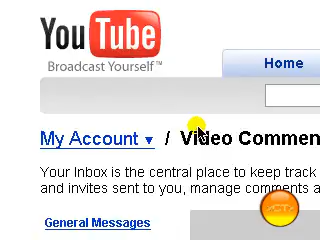 YouTube
Broadcast Yourself™
Home
My Account ▼ / Video Commen
Your Inbox is the central place to keep track
and invites sent to you, manage comments a
General Messages